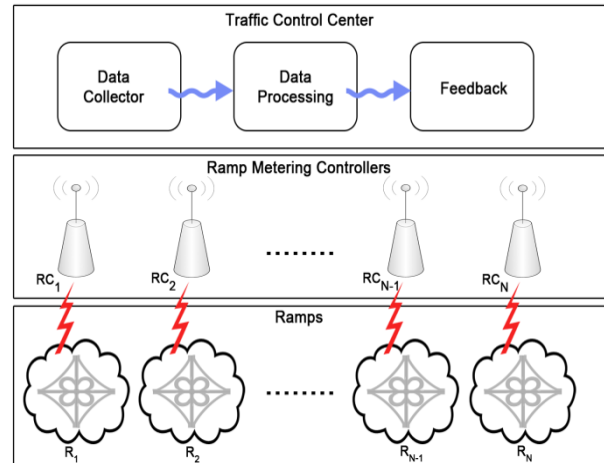 Traffic Control Center
Data
Collector
Data
Processing
Feedback
Ramp Metering Controllers
RC1
RC2
........
RCN-1
RCN
Ramps
........
R1
R2
RN-1
RN